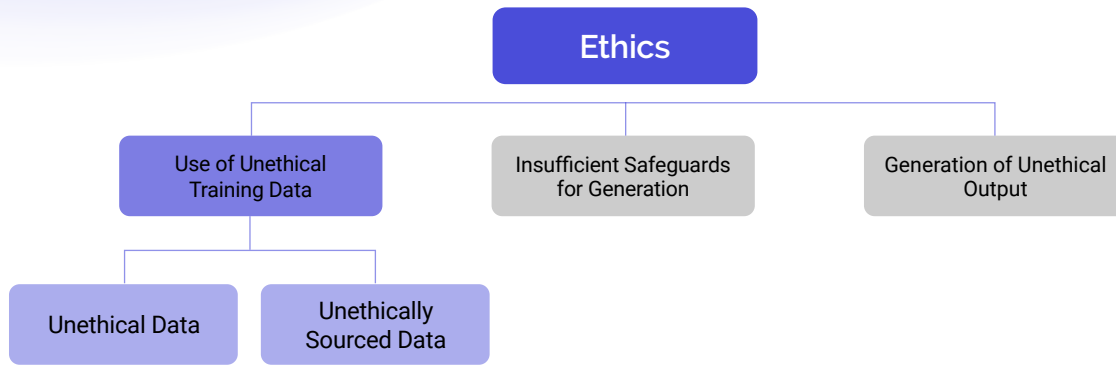 Ethics
Use of Unethical
Training Data
Insufficient Safeguards
for Generation
Generation of Unethical
Output
Unethical Data
Unethically
Sourced Data